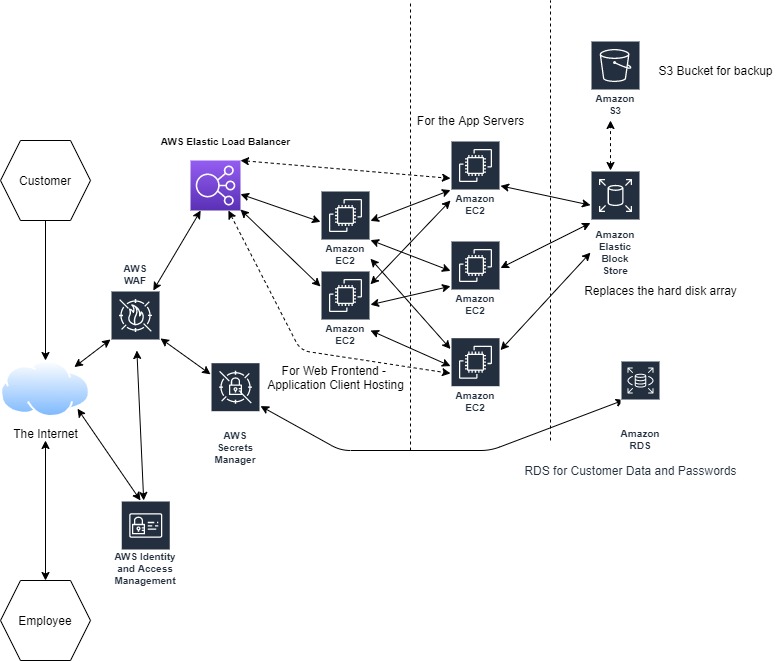 Amazon
S3
S3 Bucket for backup
For the App Servers
AWS Elastic Load Balancer
Customer
Amazon
EC2
Amazon
EC2
Amazon
Elastic
Block
Store
AWS
WAF
Amazon
EC2
Replaces the hard disk array
Amazon
EC2
For Web Frontend -
Application Client Hosting
Amazon
EC2
The Internet
AWS
Secrets
Manager
Amazon
RDS
RDS for Customer Data and Passwords
AWS Identity
and Access
Management
Employee